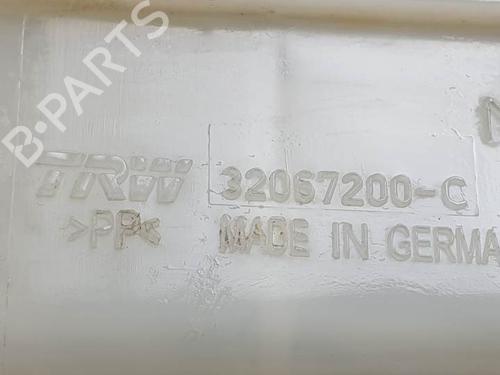 B-PARTS
TRW 32067200-C
>PP<
MADE IN GERMA